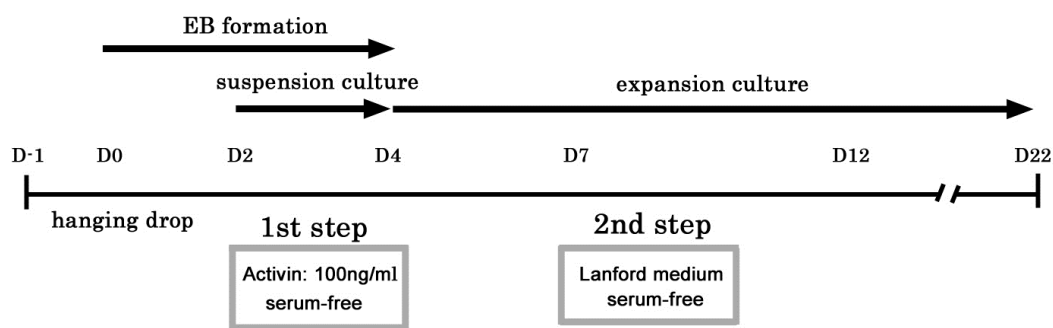 EB formation
suspension culture
expansion culture
D-1 D0 D2 D4 D7 D12 D22
hanging drop
1st step
2nd step
Activin: 100ng/ml
serum-free
Lanford medium
serum-free